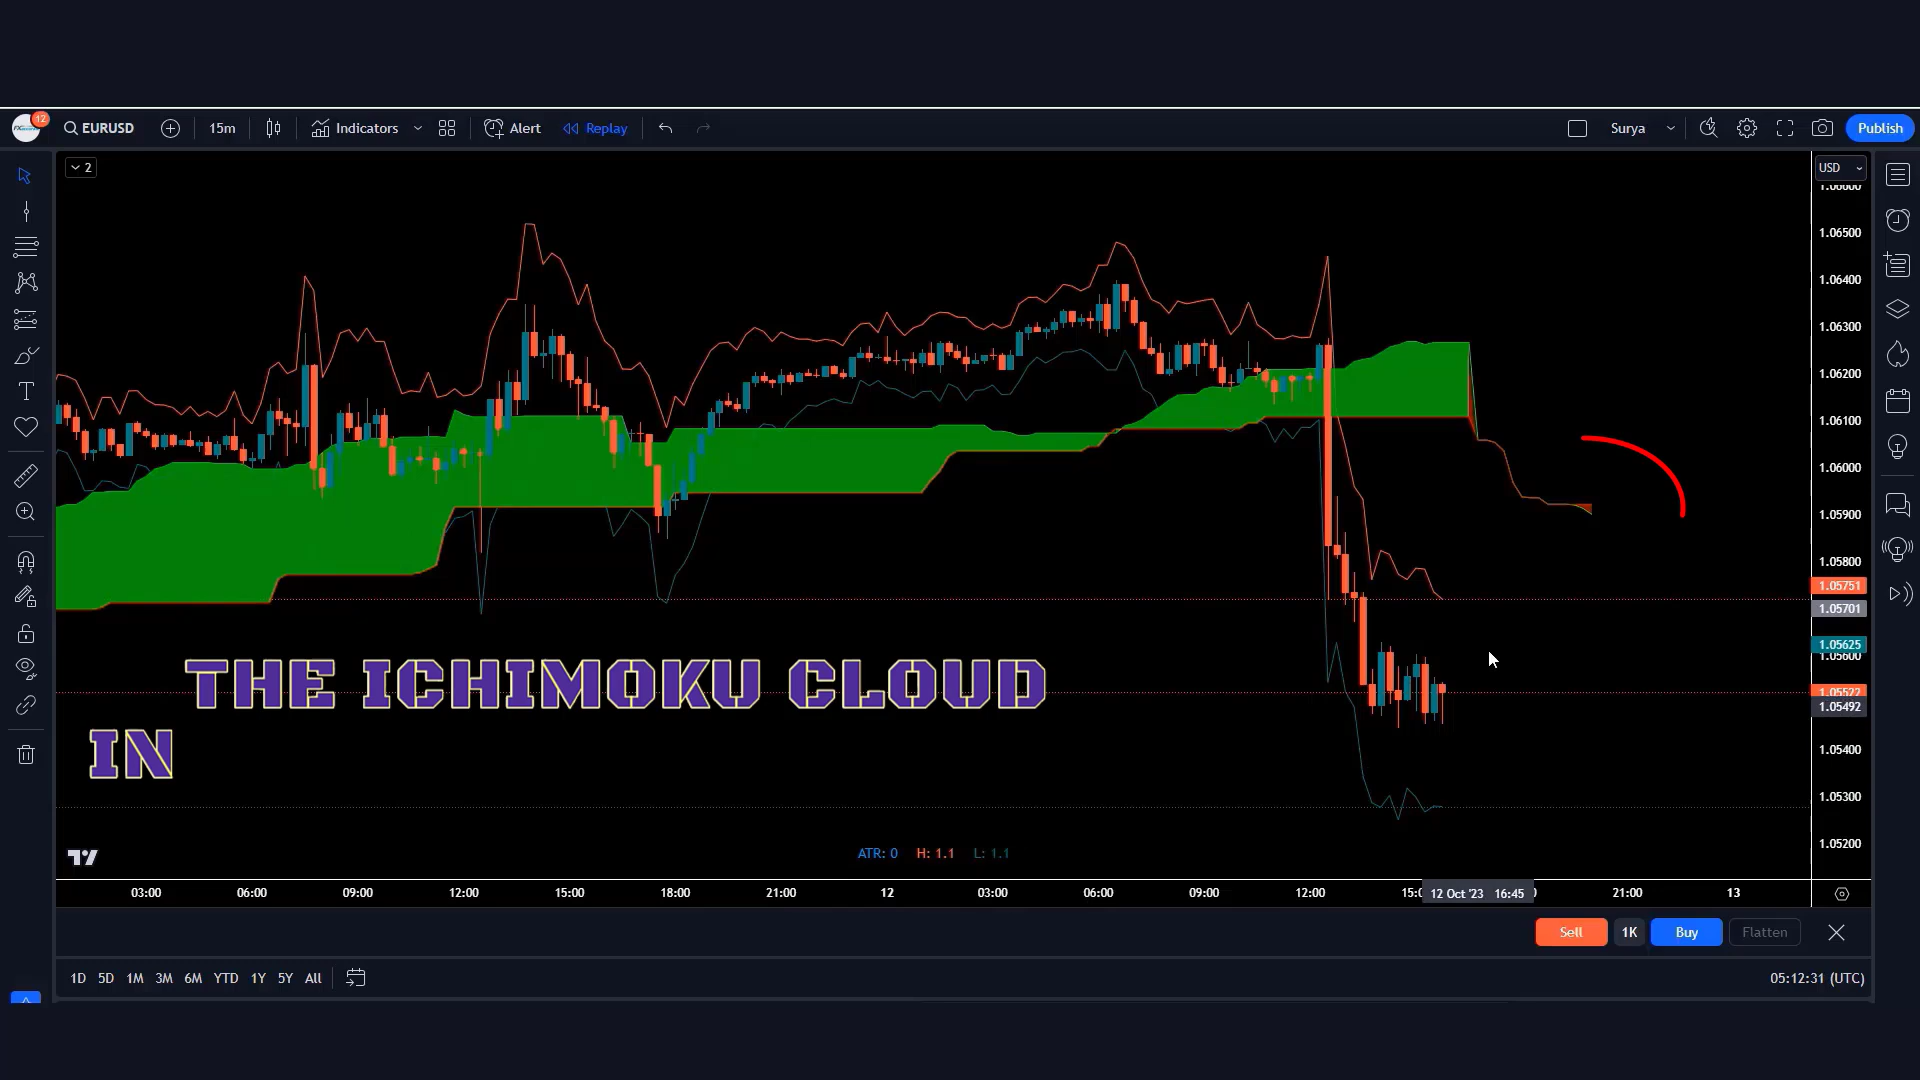 12
EURUSD
15m
Indicators
Alert
Replay
Surya
Publish
2
USD
1.06500
1.06400
1.06300
1.06200
1.06100
1.06000
1.05900
1.05800
1.05751
1.05701
1.05625
1.05600
1.05522
1.05492
1.05400
1.05300
1.05200
THE ICHIMOKU CLOUD
IN
ATR: 0 H: 1.1 L: 1.1
03:00 06:00 09:00 12:00 15:00 18:00 21:00 12 03:00 06:00 09:00 12:00 12 Oct '23 16:45 21:00 13
Sell 1K Buy Flatten
1D 5D 1M 3M 6M YTD 1Y 5Y All 05:12:31 (UTC)